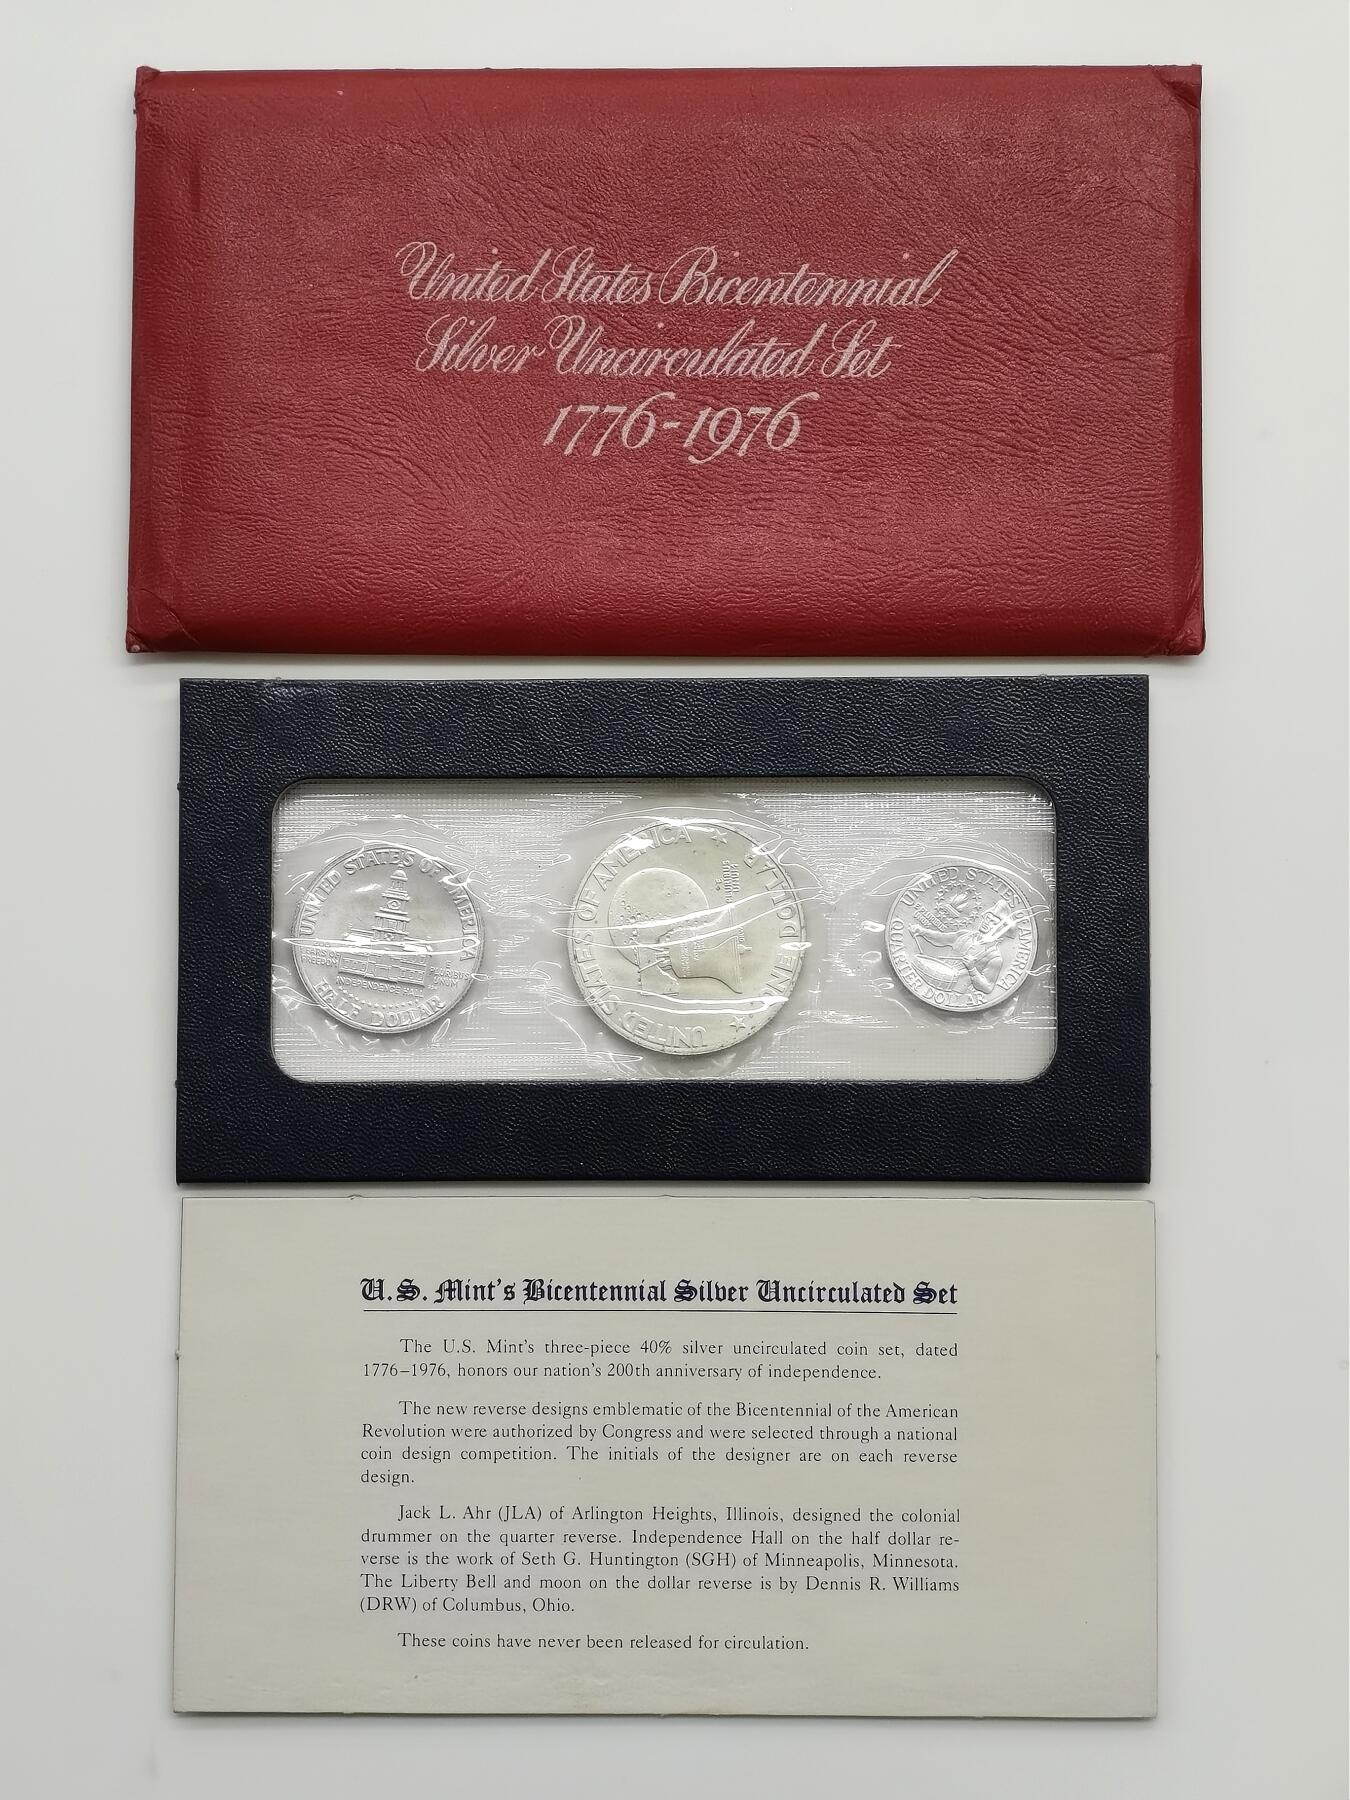 United States Bicentennial
Silver Uncirculated Set
1776-1976
UNITED STATES OF AMERICA
200 YEARS OF FREEDOM
E PLURIBUS UNUM
INDEPENDENCE HALL
HALF DOLLAR
UNITED STATES OF AMERICA
ONE DOLLAR
UNITED STATES OF AMERICA
QUARTER DOLLAR
U.S. Mint's Bicentennial Silver Uncirculated Set
The U.S. Mint's three-piece 40% silver uncirculated coin set, dated
1776–1976, honors our nation's 200th anniversary of independence.
The new reverse designs emblematic of the Bicentennial of the American
Revolution were authorized by Congress and were selected through a national
coin design competition. The initials of the designer are on each reverse
design.
Jack L. Ahr (JLA) of Arlington Heights, Illinois, designed the colonial
drummer on the quarter reverse. Independence Hall on the half dollar re-
verse is the work of Seth G. Huntington (SGH) of Minneapolis, Minnesota.
The Liberty Bell and moon on the dollar reverse is by Dennis R. Williams
(DRW) of Columbus, Ohio.
These coins have never been released for circulation.